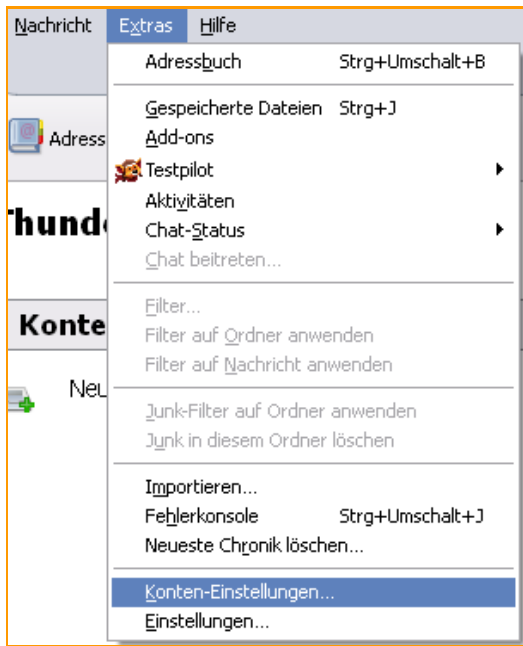 Nachricht Extras Hilfe
Adressbuch Strg+Umschalt+B
Gespeicherte Dateien Strg+J
Adress
Add-ons
Testpilot
Aktivitäten
Thunde
Chat-Status
Chat beitreten...
Filter...
Konte
Filter auf Ordner anwenden
Filter auf Nachricht anwenden
Neu
Junk-Filter auf Ordner anwenden
Junk in diesem Ordner löschen
Importieren...
Fehlerkonsole Strg+Umschalt+J
Neueste Chronik löschen...
Konten-Einstellungen...
Einstellungen...